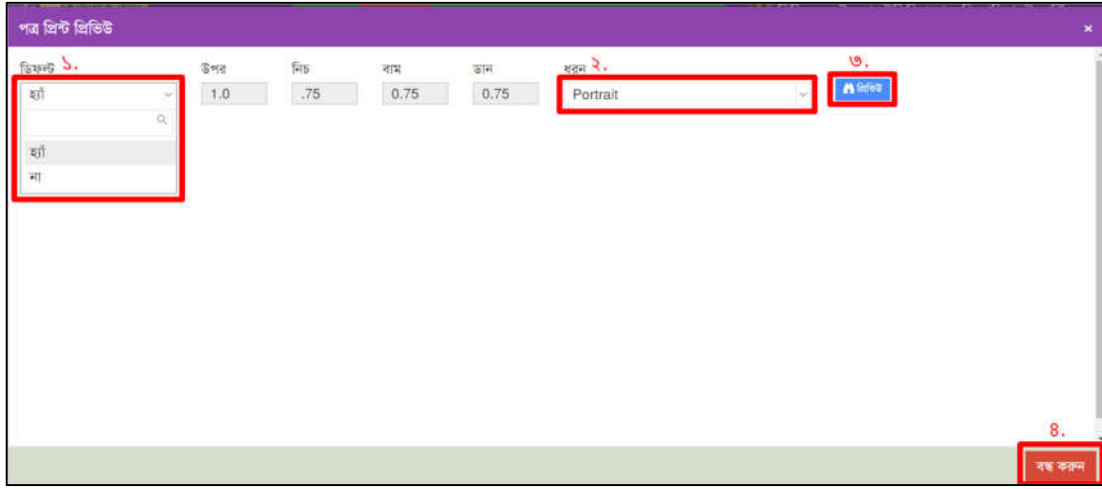 পত্র প্রিন্ট প্রিভিউ ×
ডিফল্ট ১. উপর নিচ বাম ডান ধরন ২. ৩.
হ্যাঁ 1.0 .75 0.75 0.75 Portrait প্রিভিউ
হ্যাঁ
না
৪.
বন্ধ করুন